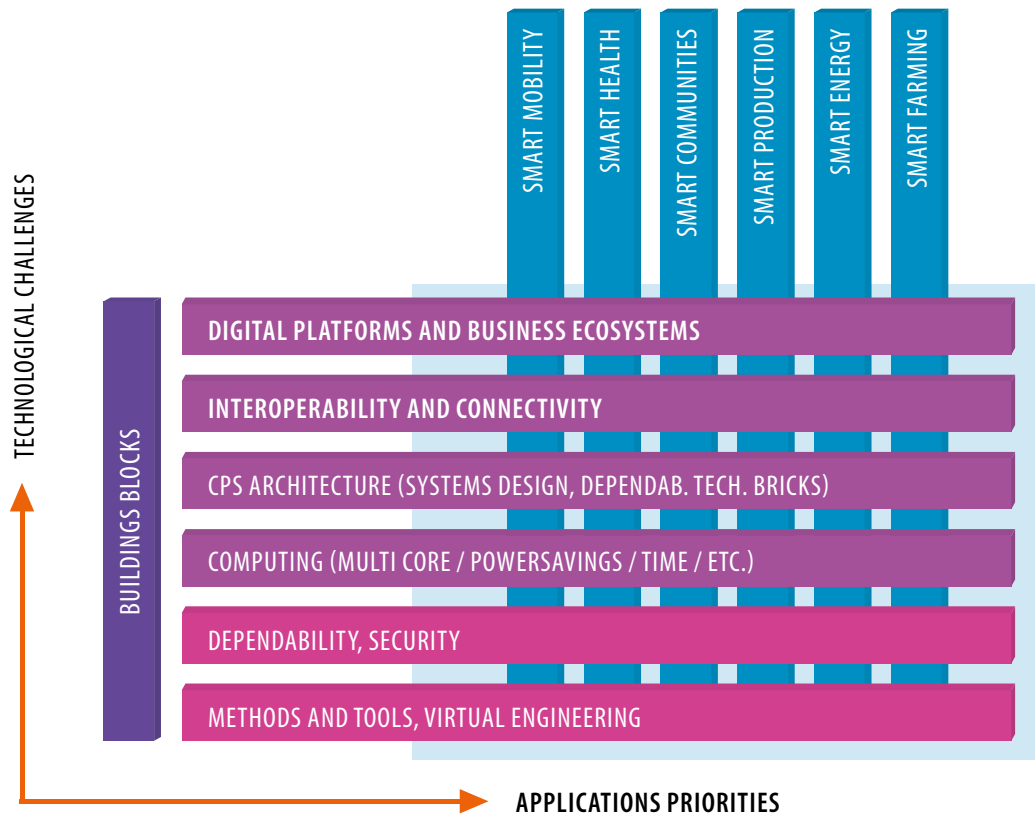 SMART MOBILITY
SMART HEALTH
SMART COMMUNITIES
SMART PRODUCTION
SMART ENERGY
SMART FARMING
TECHNOLOGICAL CHALLENGES
BUILDINGS BLOCKS
DIGITAL PLATFORMS AND BUSINESS ECOSYSTEMS
INTEROPERABILITY AND CONNECTIVITY
CPS ARCHITECTURE (SYSTEMS DESIGN, DEPENDAB. TECH. BRICKS)
COMPUTING (MULTI CORE / POWERSAVINGS / TIME / ETC.)
DEPENDABILITY, SECURITY
METHODS AND TOOLS, VIRTUAL ENGINEERING
APPLICATIONS PRIORITIES